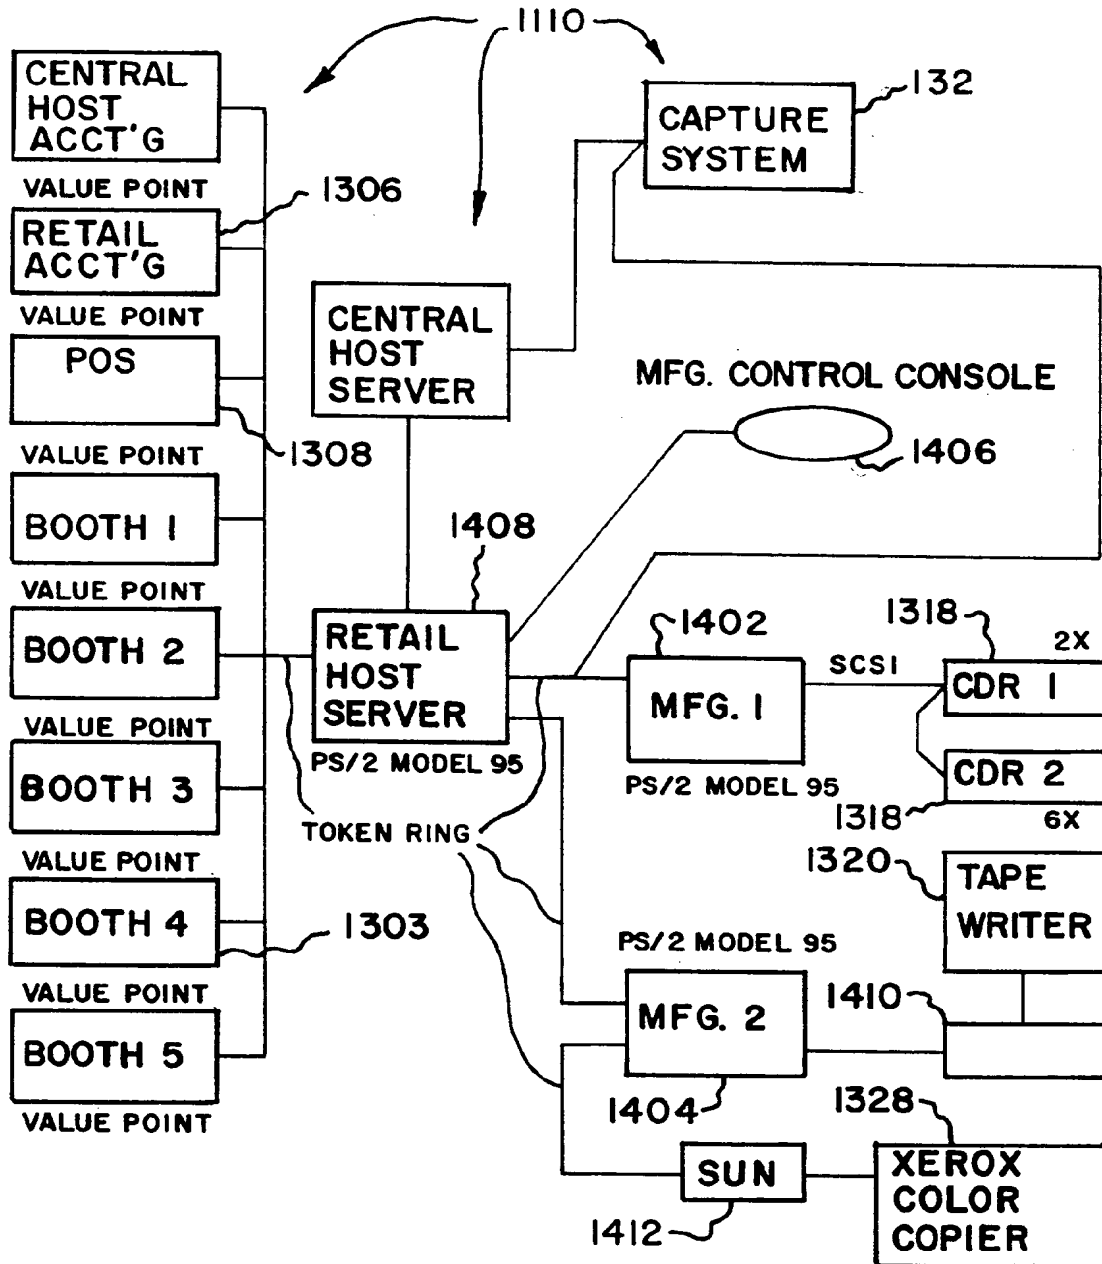 1110
CENTRAL
HOST
ACCT'G
VALUE POINT
1306
RETAIL
ACCT'G
VALUE POINT
POS
1308
VALUE POINT
BOOTH 1
VALUE POINT
BOOTH 2
VALUE POINT
BOOTH 3
VALUE POINT
BOOTH 4
1303
VALUE POINT
BOOTH 5
VALUE POINT
CAPTURE
SYSTEM
132
CENTRAL
HOST
SERVER
MFG. CONTROL CONSOLE
1406
1408
RETAIL
HOST
SERVER
PS/2 MODEL 95
TOKEN RING
1402
MFG. 1
PS/2 MODEL 95
SCSI
1318
2X
CDR 1
CDR 2
1318
6X
1320
TAPE
WRITER
PS/2 MODEL 95
MFG. 2
1404
1410
1328
SUN
1412
XEROX
COLOR
COPIER